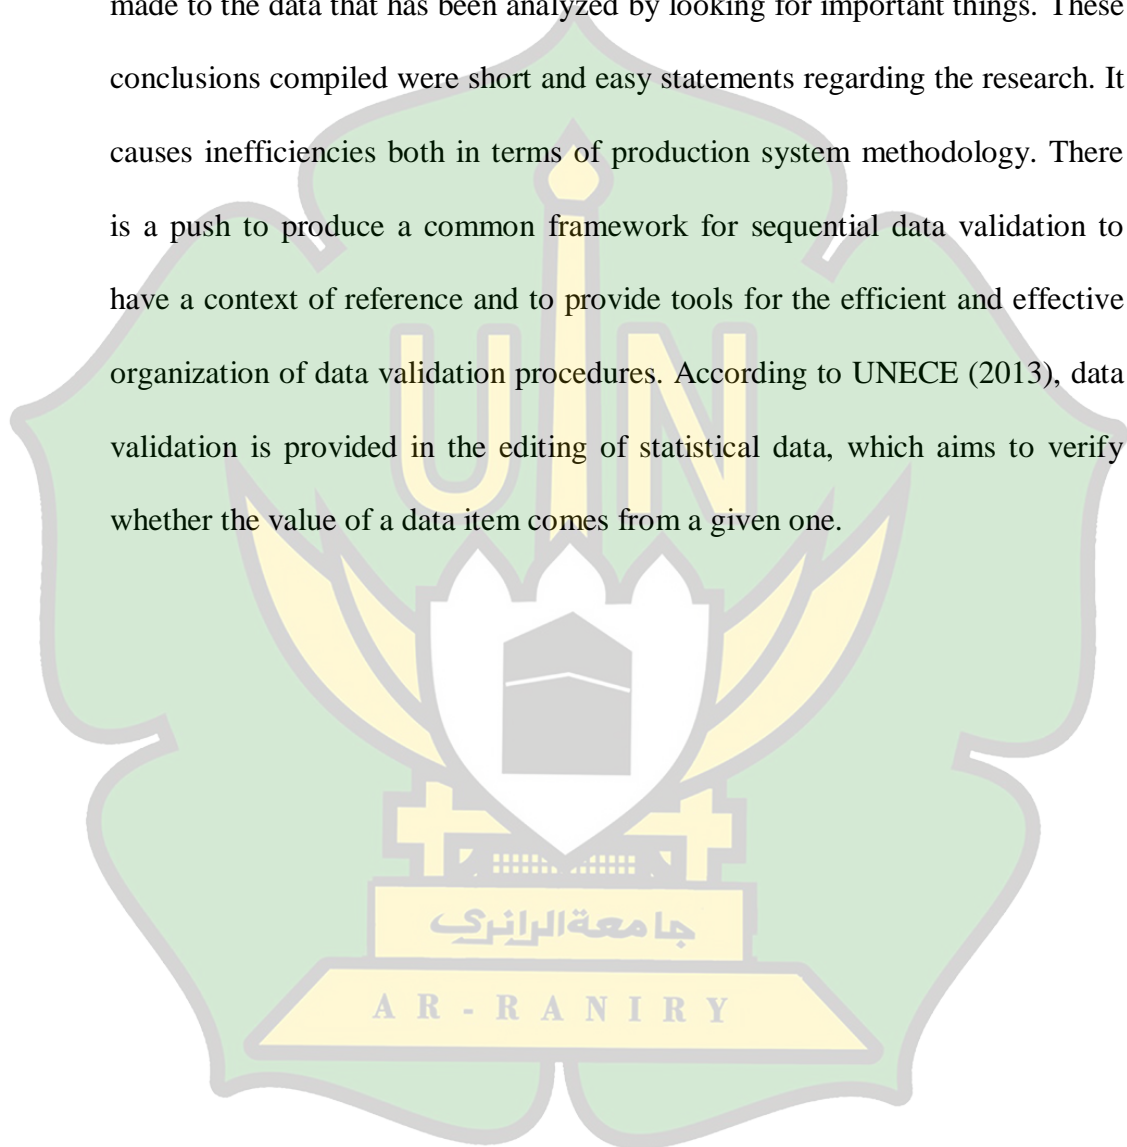 made to the data that has been analyzed by looking for important things. These
conclusions compiled were short and easy statements regarding the research. It
causes inefficiencies both in terms of production system methodology. There
is a push to produce a common framework for sequential data validation to
have a context of reference and to provide tools for the efficient and effective
organization of data validation procedures. According to UNECE (2013), data
validation is provided in the editing of statistical data, which aims to verify
whether the value of a data item comes from a given one.
UIN
جامعة الرانري
AR-RANIRY